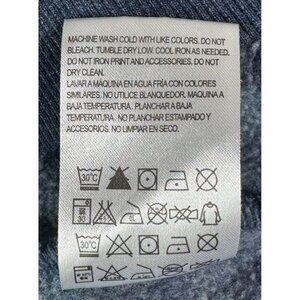 MACHINE WASH COLD WITH LIKE COLORS. DO NOT
BLEACH. TUMBLE DRY LOW. COOL IRON AS NEEDED.
DO NOT IRON PRINT AND ACCESSORIES. DO NOT
DRY CLEAN.
LAVAR A MÁQUINA EN AGUA FRÍA CON COLORES
SIMILARES. NO UTILICE BLANQUEDOR. MAQUINA A
BAJA TEMPERATURA. PLANCHAR A BAJA
TEMPERATURA. NO PLANCHAR ESTAMPADO Y
ACCESORIOS. NO LIMPIAR EN SECO.
30°C
30°C